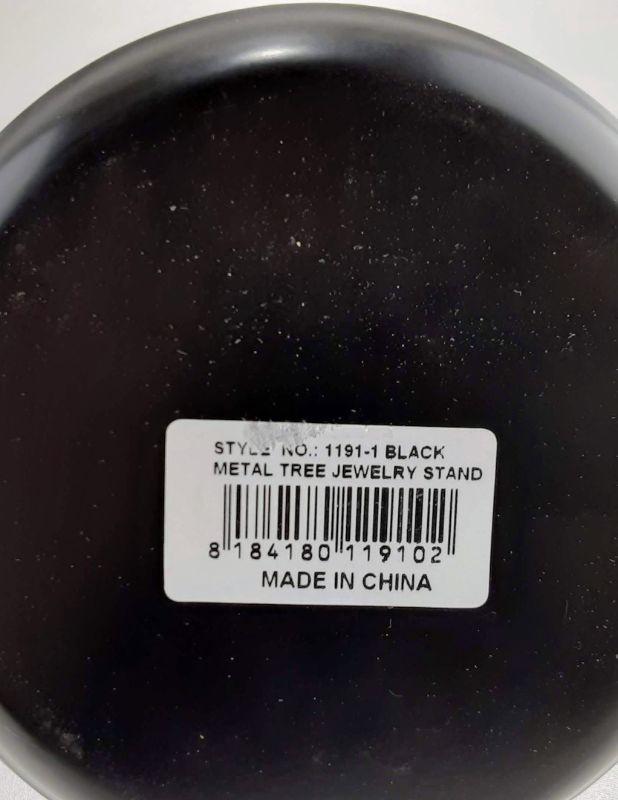 STYLE NO.: 1191-1 BLACK
METAL TREE JEWELRY STAND
8 184180 119102
MADE IN CHINA